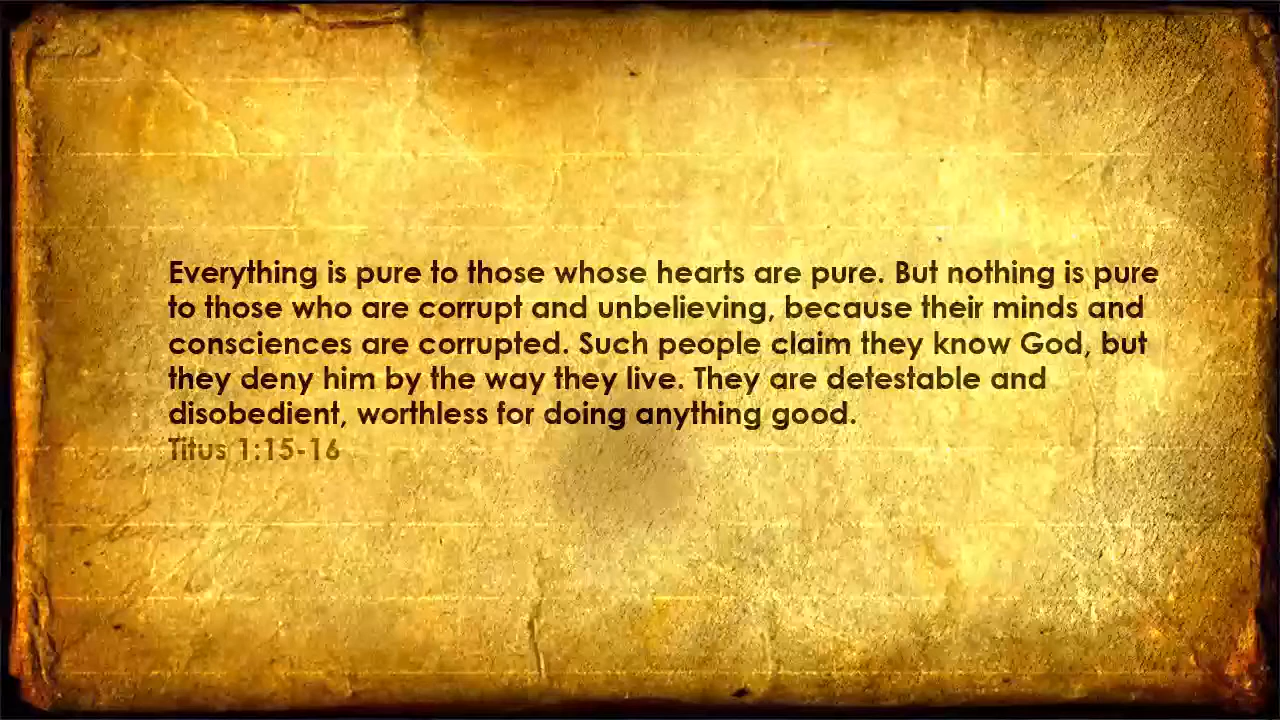 Everything is pure to those whose hearts are pure. But nothing is pure
to those who are corrupt and unbelieving, because their minds and
consciences are corrupted. Such people claim they know God, but
they deny him by the way they live. They are detestable and
disobedient, worthless for doing anything good.
Titus 1:15-16